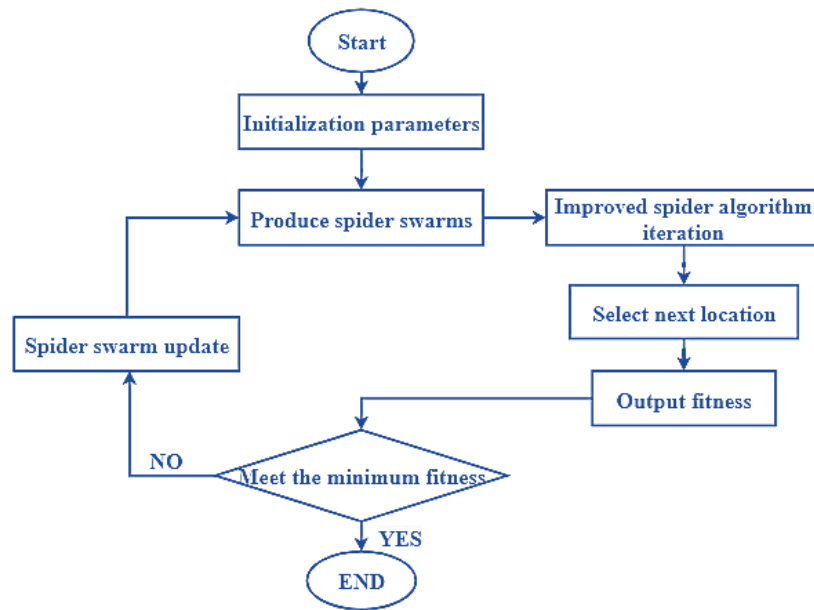 Start
Initialization parameters
Produce spider swarms
Improved spider algorithm
iteration
Select next location
Output fitness
Meet the minimum fitness
NO
Spider swarm update
YES
END